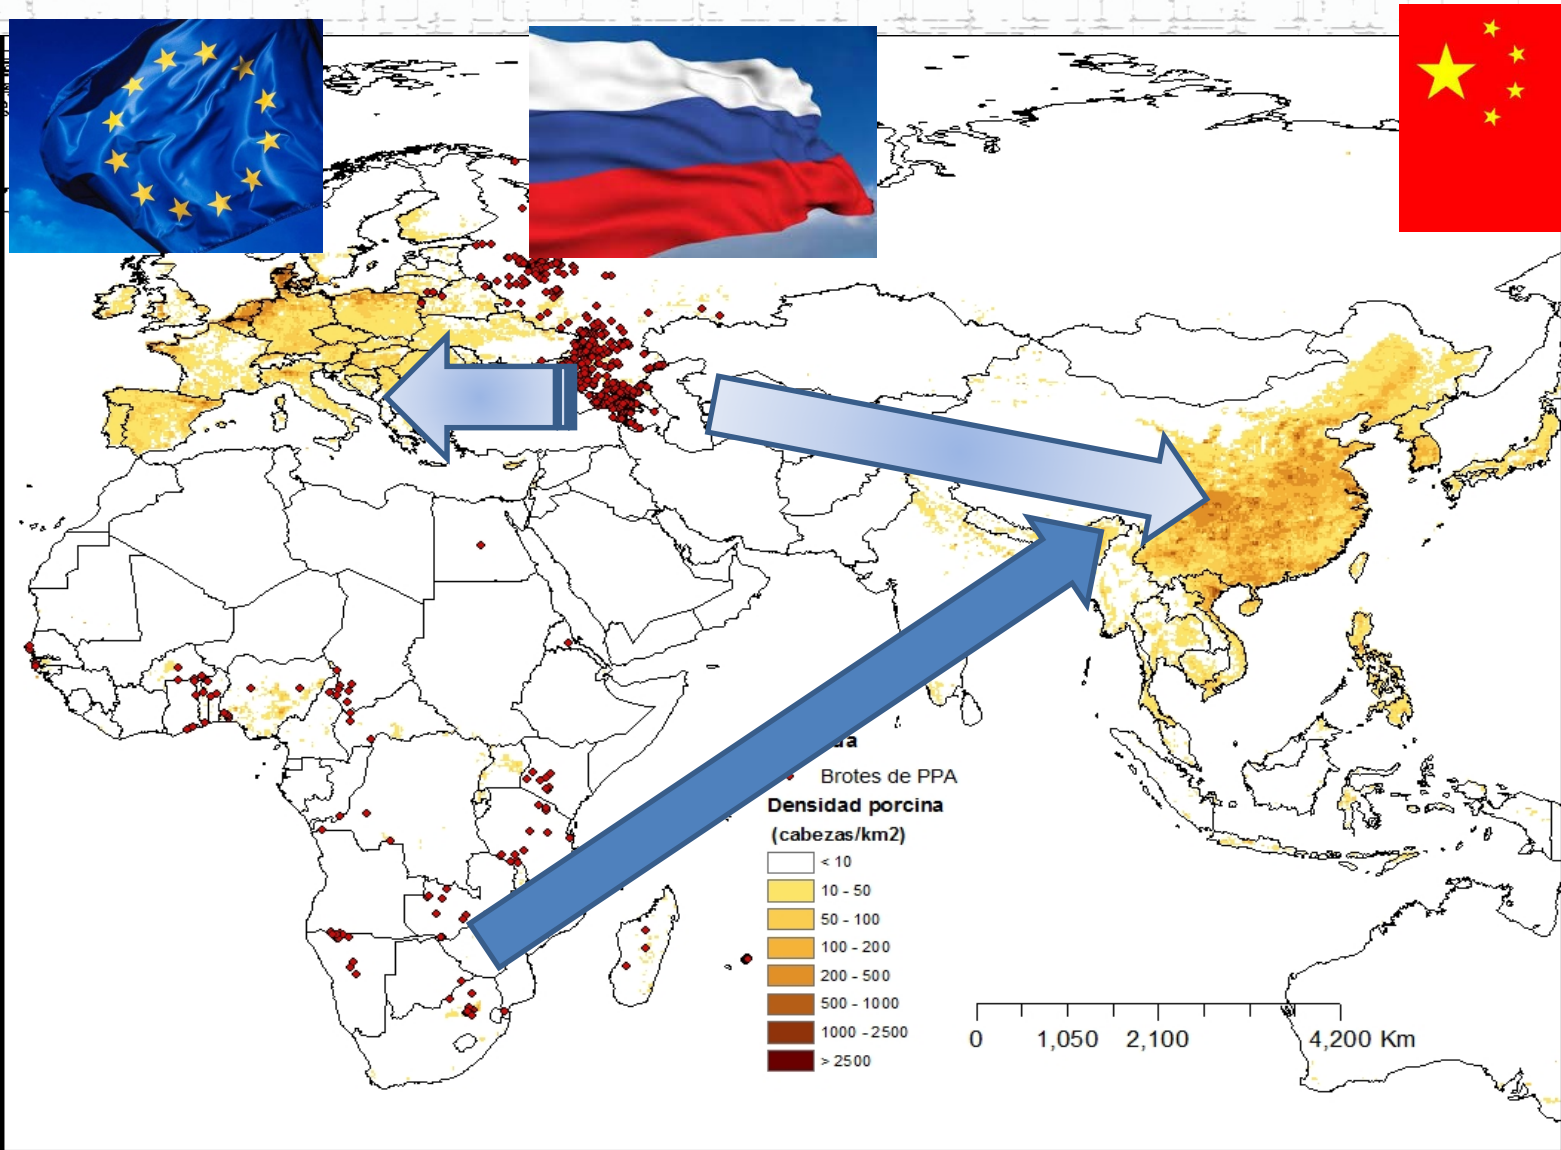 Brotes de PPA
Densidad porcina
(cabezas/km2)
< 10
10 - 50
50 - 100
100 - 200
200 - 500
500 - 1000
1000 - 2500
> 2500
0 1,050 2,100 4,200 Km